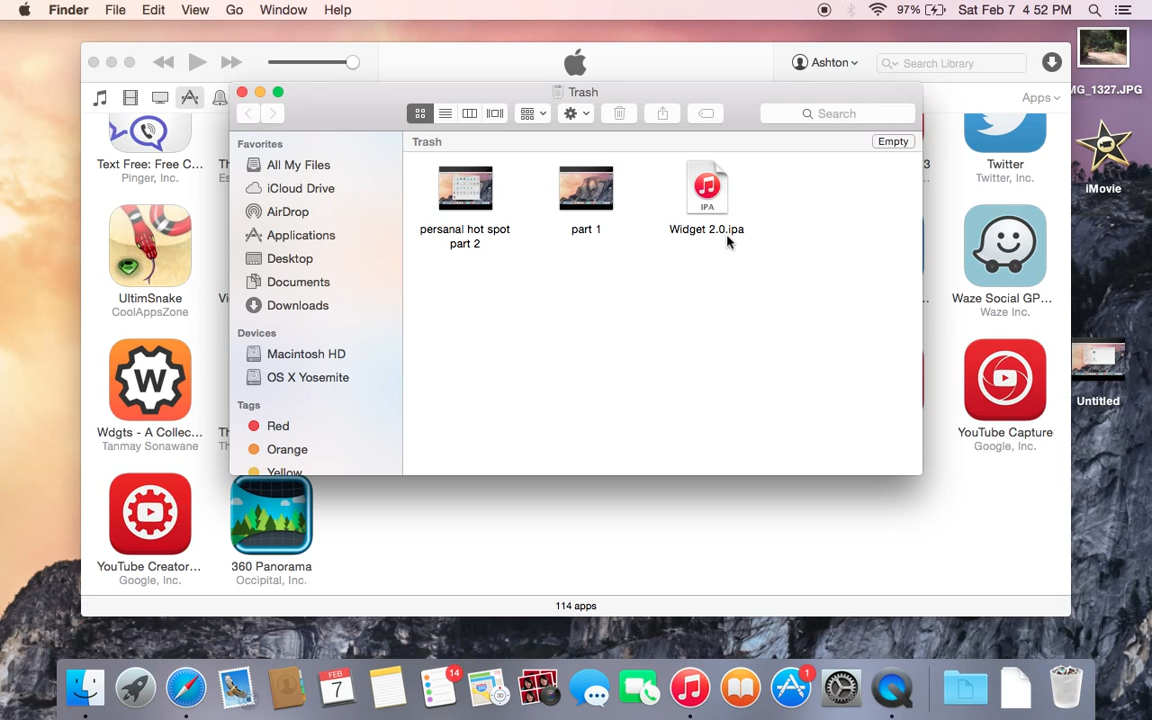 Finder File Edit View Go Window Help 97% Sat Feb 7 4 52 PM
Ashton Search Library
MG_1327.JPG
Apps
Trash
Search
Trash Empty
Favorites
All My Files
iCloud Drive
AirDrop
Applications
Desktop
Documents
Downloads
Devices
Macintosh HD
OS X Yosemite
Tags
Red
Orange
Yellow
persanal hot spot
part 2
part 1
IPA
Widget 2.0.ipa
Text Free: Free C...
Pinger, Inc.
Twitter
Twitter, Inc.
UltimSnake
CoolAppsZone
Waze Social GP...
Waze Inc.
W
Wdgts - A Collec...
Tanmay Sonawane
YouTube Capture
Google, Inc.
YouTube Creator...
Google, Inc.
360 Panorama
Occipital, Inc.
114 apps
iMovie
Untitled
FEB
7
14
3D
1